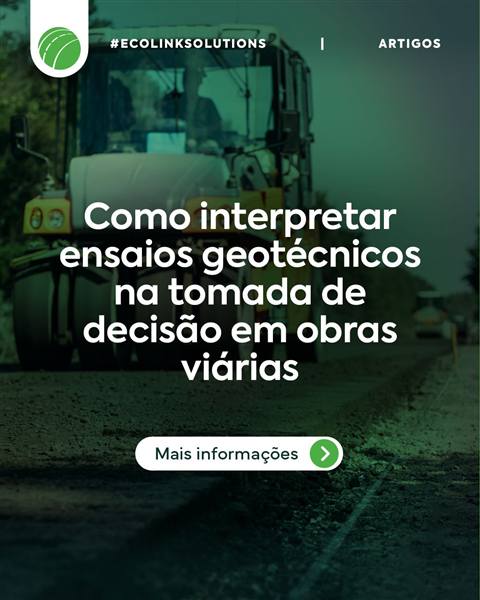 #ECOLINKSOLUTIONS | ARTIGOS
Como interpretar
ensaios geotécnicos
na tomada de
decisão em obras
viárias
Mais informações